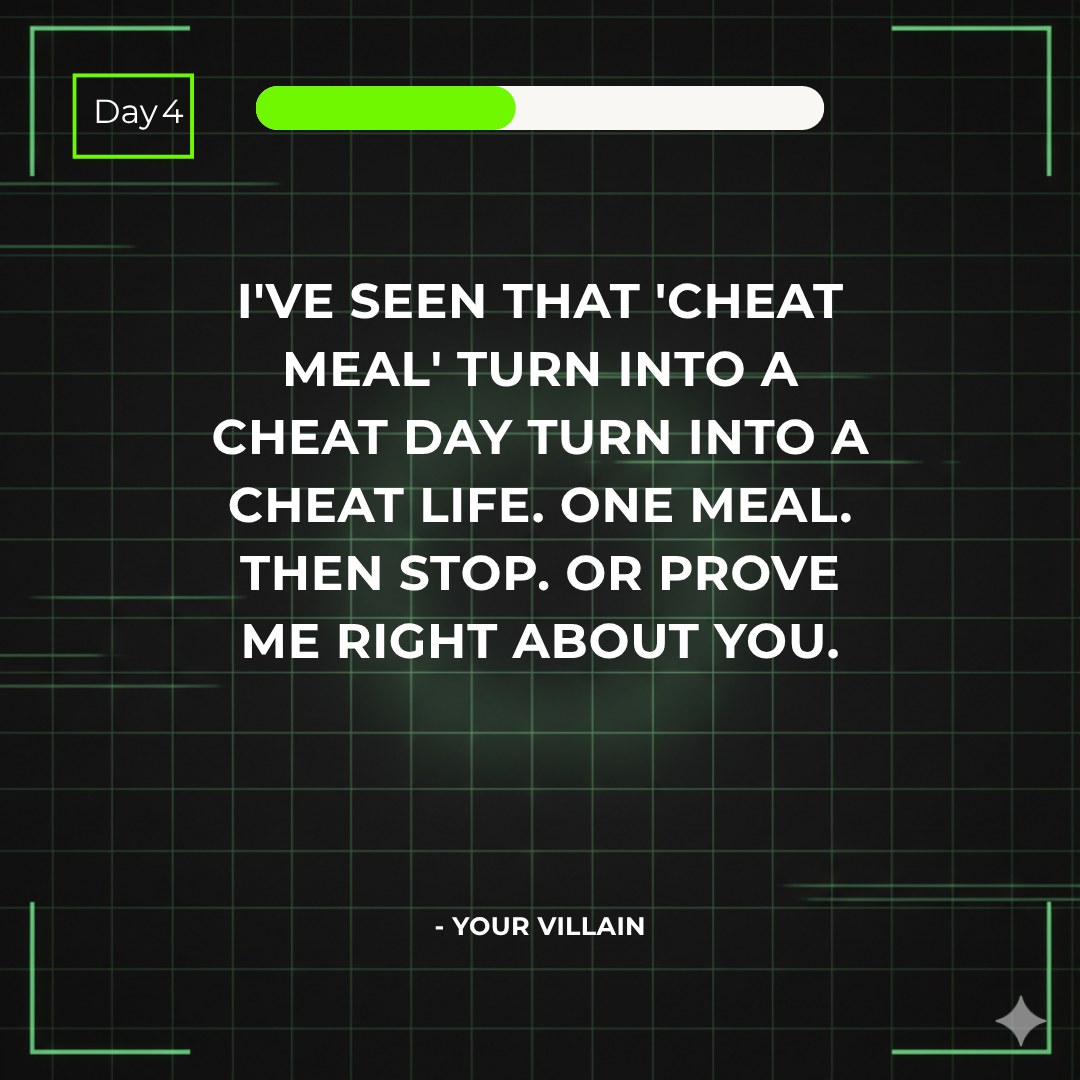 Day 4
I'VE SEEN THAT 'CHEAT
MEAL' TURN INTO A
CHEAT DAY TURN INTO A
CHEAT LIFE. ONE MEAL.
THEN STOP. OR PROVE
ME RIGHT ABOUT YOU.
- YOUR VILLAIN